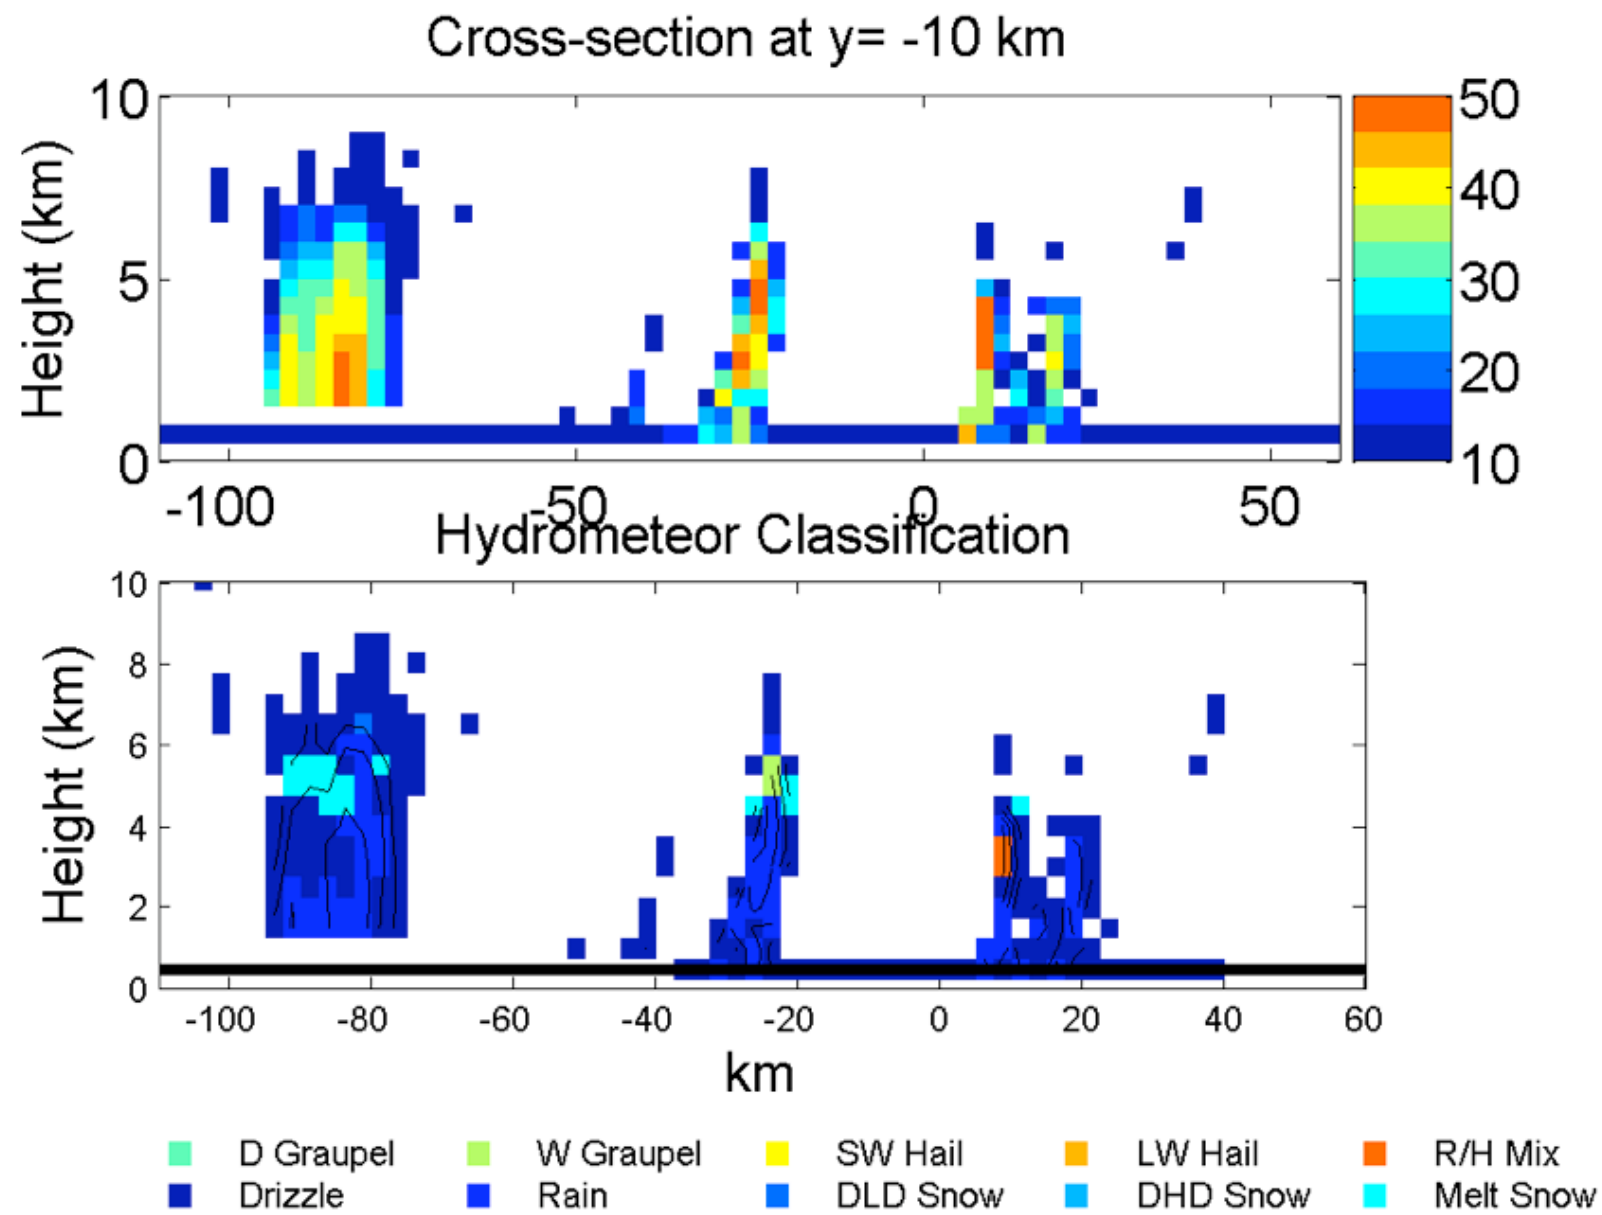 Cross-section at y= -10 km
10
5
0
Height (km)
50
40
30
20
10
-100 -50 0 50
Hydrometeor Classification
10
8
6
4
2
0
Height (km)
-100 -80 -60 -40 -20 0 20 40 60
km
D Graupel W Graupel SW Hail LW Hail R/H Mix
Drizzle Rain DLD Snow DHD Snow Melt Snow